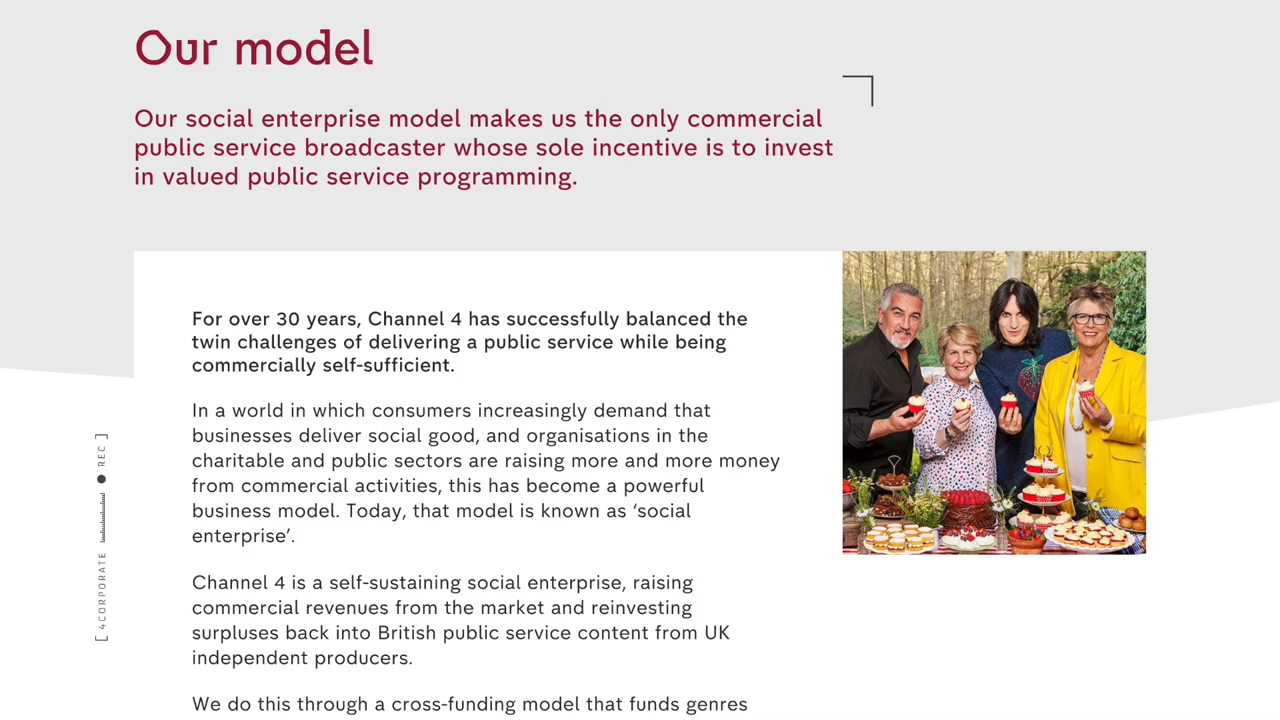 Our model
Our social enterprise model makes us the only commercial
public service broadcaster whose sole incentive is to invest
in valued public service programming.
For over 30 years, Channel 4 has successfully balanced the
twin challenges of delivering a public service while being
commercially self-sufficient.
In a world in which consumers increasingly demand that
businesses deliver social good, and organisations in the
charitable and public sectors are raising more and more money
from commercial activities, this has become a powerful
business model. Today, that model is known as ‘social
enterprise’.
Channel 4 is a self-sustaining social enterprise, raising
commercial revenues from the market and reinvesting
surpluses back into British public service content from UK
independent producers.
We do this through a cross-funding model that funds genres
[ 4CORPORATE ● REC ]